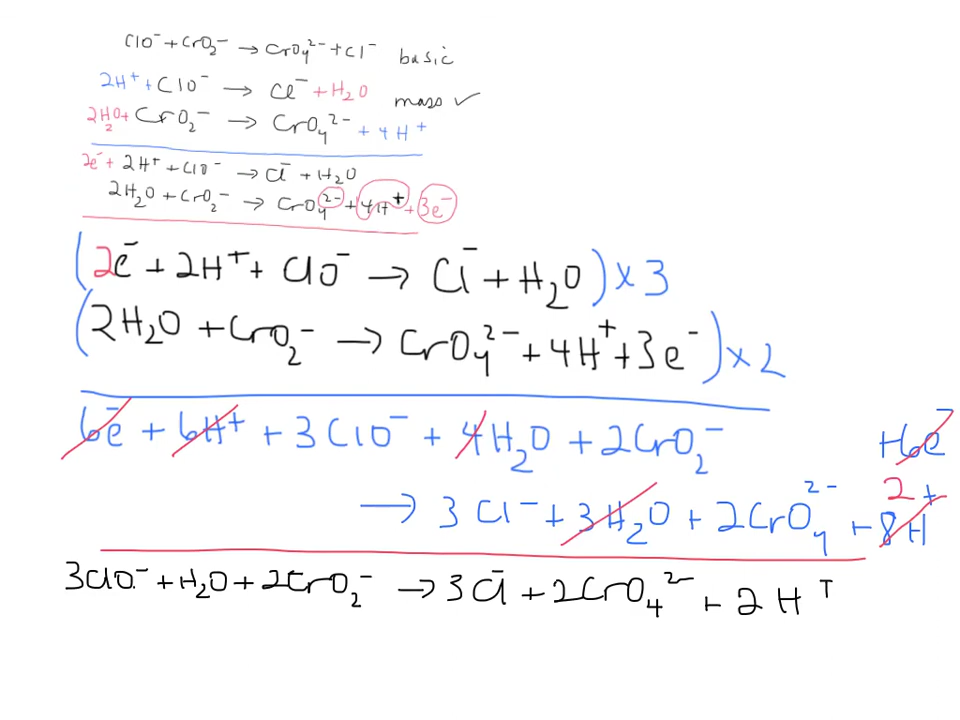 ClO⁻ + CrO₂⁻ → CrO₄²⁻ + Cl⁻ basic
2H⁺ + ClO⁻ → Cl⁻ + H₂O mass ✓
2H₂O + CrO₂⁻ → CrO₄²⁻ + 4H⁺
2e⁻ + 2H⁺ + ClO⁻ → Cl⁻ + H₂O
2H₂O + CrO₂⁻ → CrO₄²⁻ + 4H⁺ + 3e⁻
(2e⁻ + 2H⁺ + ClO⁻ → Cl⁻ + H₂O) × 3
(2H₂O + CrO₂⁻ → CrO₄²⁻ + 4H⁺ + 3e⁻) × 2
6e⁻ + 6H⁺ + 3ClO⁻ + 4H₂O + 2CrO₂⁻ +6e⁻
→ 3Cl⁻ + 3H₂O + 2CrO₄²⁻ + 8H⁺ 2
3ClO⁻ + H₂O + 2CrO₂⁻ → 3Cl⁻ + 2CrO₄²⁻ + 2H⁺